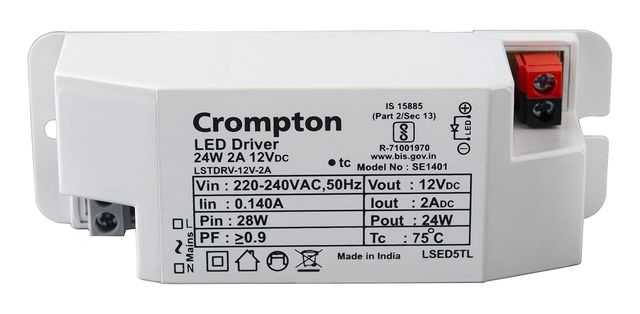 IS 15885
(Part 2/Sec 13)
R-71001970
www.bis.gov.in
Model No : SE1401
LED
Crompton
LED Driver
24W 2A 12VDC
LSTDRV-12V-2A
tc
Vin : 220-240VAC,50Hz Vout : 12VDC
Iin : 0.140A Iout : 2ADC
Pin : 28W Pout : 24W
PF : ≥0.9 Tc : 75°C
L
~ Mains
N
Made in India
LSED5TL